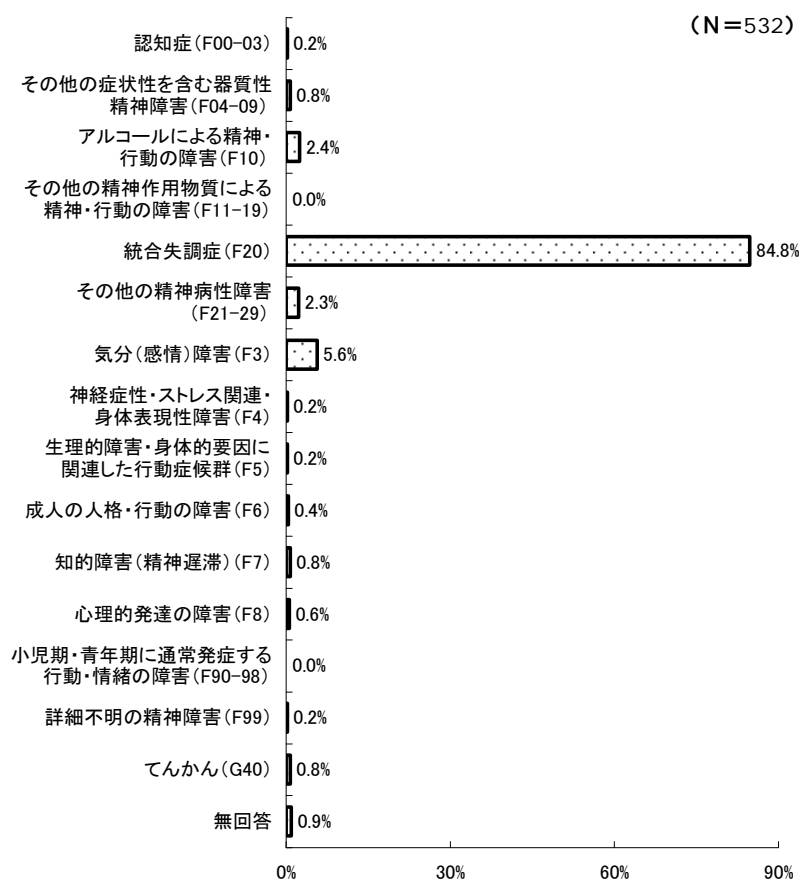 (N=532)
認知症(F00-03)
0.2%
その他の症状性を含む器質性
精神障害(F04-09)
0.8%
アルコールによる精神・
行動の障害(F10)
2.4%
その他の精神作用物質による
精神・行動の障害(F11-19)
0.0%
統合失調症(F20)
84.8%
その他の精神病性障害
(F21-29)
2.3%
気分(感情)障害(F3)
5.6%
神経症性・ストレス関連・
身体表現性障害(F4)
0.2%
生理的障害・身体的要因に
関連した行動症候群(F5)
0.2%
成人の人格・行動の障害(F6)
0.4%
知的障害(精神遅滞)(F7)
0.8%
心理的発達の障害(F8)
0.6%
小児期・青年期に通常発症する
行動・情緒の障害(F90-98)
0.0%
詳細不明の精神障害(F99)
0.2%
てんかん(G40)
0.8%
無回答
0.9%
0%
30%
60%
90%